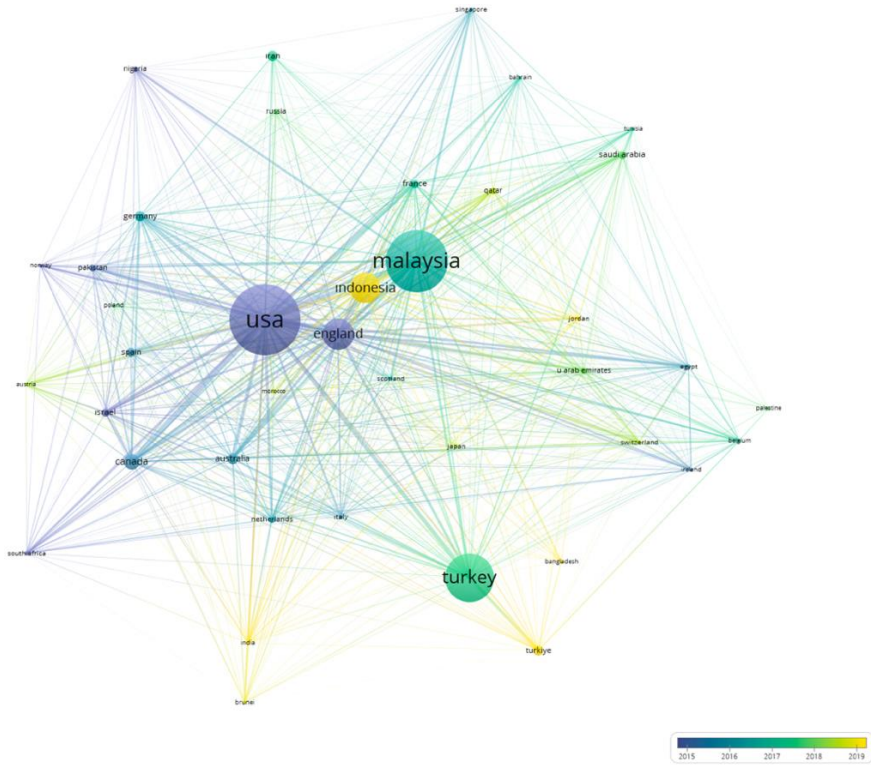 singapore
nigeria
iran
bahrain
russia
tunisia
saudi arabia
france
qatar
germany
malaysia
norway
pakistan
indonesia
poland
usa
england
jordan
spain
egypt
u arab emirates
scotland
austria
morocco
palestine
israel
switzerland
belgium
japan
canada
australia
ireland
netherlands
italy
south africa
bangladesh
turkey
india
turkiye
brunei
2015 2016 2017 2018 2019